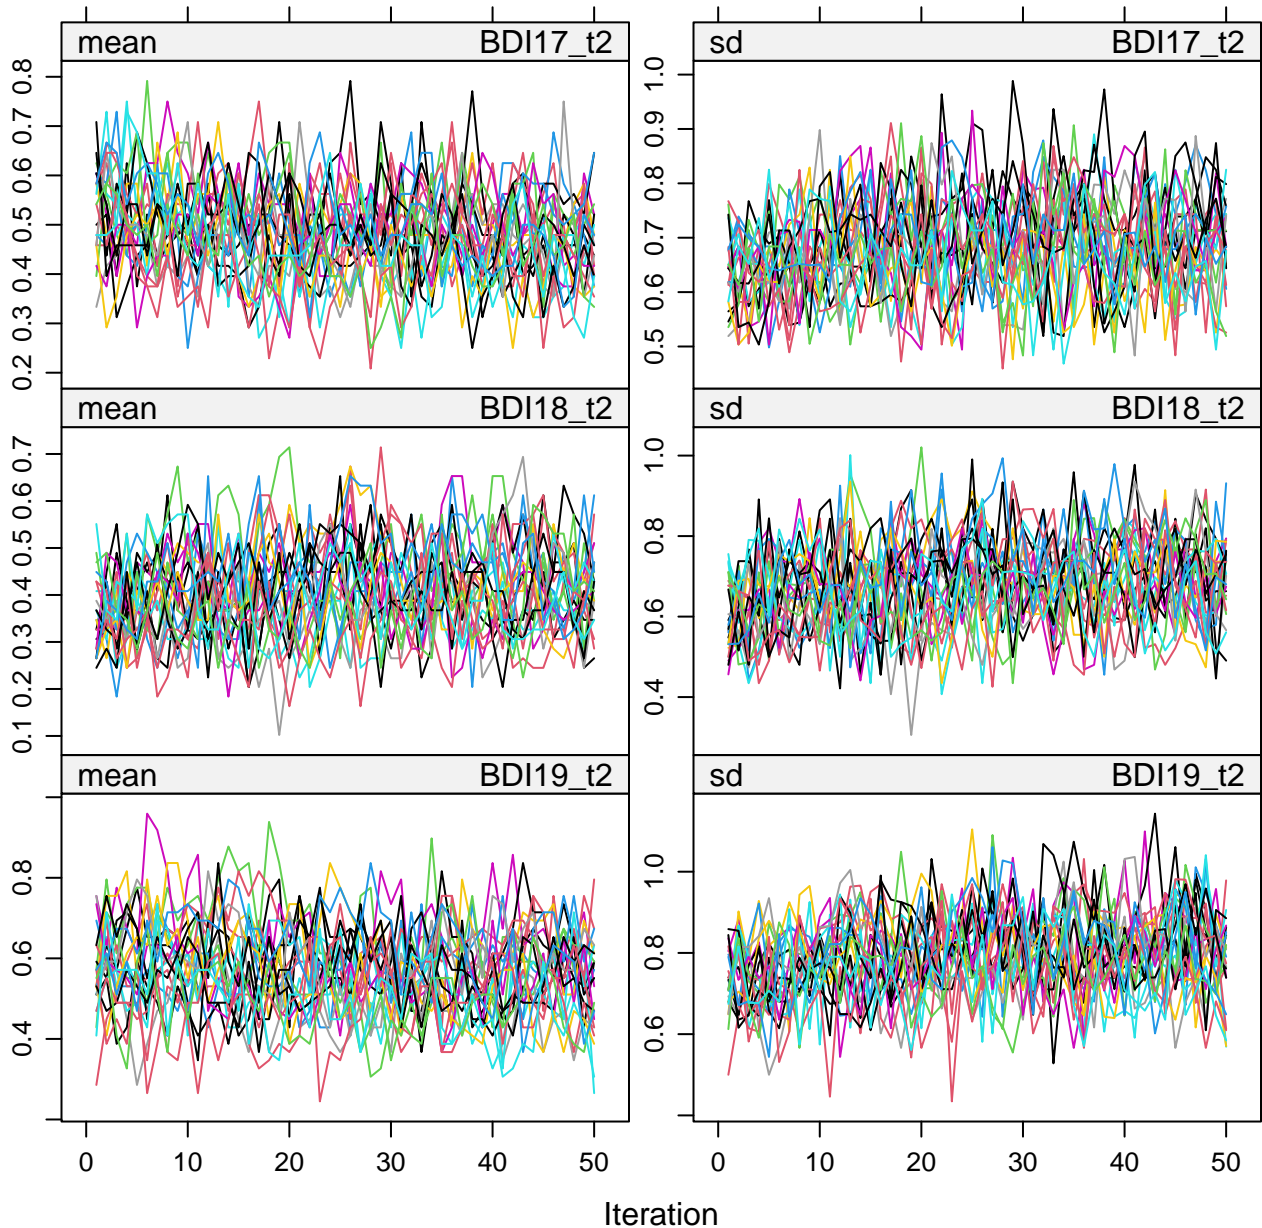 mean BDI17_t2 sd BDI17_t2
0.2 0.3 0.4 0.5 0.6 0.7 0.8
0.5 0.6 0.7 0.8 0.9 1.0
mean BDI18_t2 sd BDI18_t2
0.1 0.2 0.3 0.4 0.5 0.6 0.7
0.4 0.6 0.8 1.0
mean BDI19_t2 sd BDI19_t2
0.4 0.6 0.8
0.6 0.8 1.0
0 10 20 30 40 50 0 10 20 30 40 50
Iteration